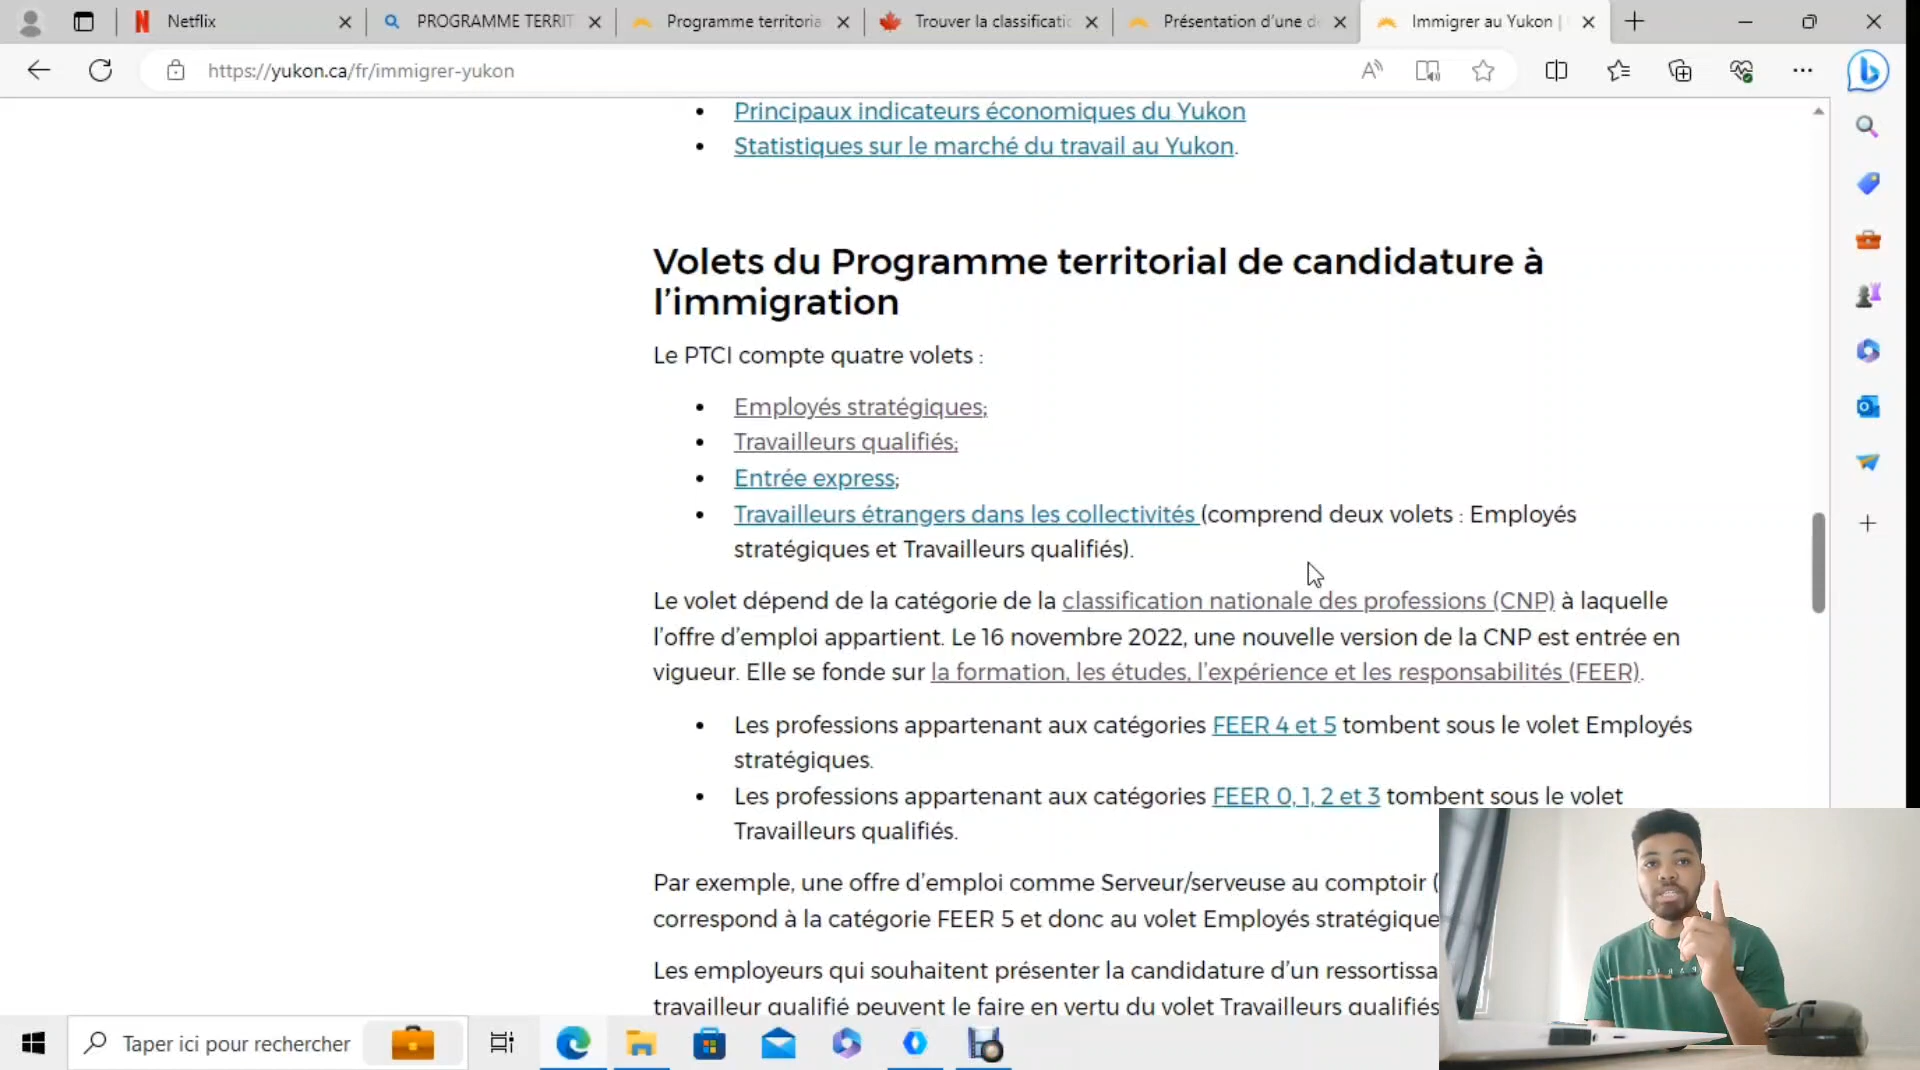 Netflix
PROGRAMME TERRIT
Programme territoria
Trouver la classificatio
Présentation d'une de
Immigrer au Yukon |
https://yukon.ca/fr/immigrer-yukon
Principaux indicateurs économiques du Yukon
Statistiques sur le marché du travail au Yukon.
Volets du Programme territorial de candidature à
l'immigration
Le PTCI compte quatre volets :
Employés stratégiques;
Travailleurs qualifiés;
Entrée express;
Travailleurs étrangers dans les collectivités (comprend deux volets : Employés
stratégiques et Travailleurs qualifiés).
Le volet dépend de la catégorie de la classification nationale des professions (CNP) à laquelle
l'offre d'emploi appartient. Le 16 novembre 2022, une nouvelle version de la CNP est entrée en
vigueur. Elle se fonde sur la formation, les études, l'expérience et les responsabilités (FEER).
Les professions appartenant aux catégories FEER 4 et 5 tombent sous le volet Employés
stratégiques.
Les professions appartenant aux catégories FEER 0, 1, 2 et 3 tombent sous le volet
Travailleurs qualifiés.
Par exemple, une offre d'emploi comme Serveur/serveuse au comptoir (
correspond à la catégorie FEER 5 et donc au volet Employés stratégique
Les employeurs qui souhaitent présenter la candidature d'un ressortissa
travailleur qualifié peuvent le faire en vertu du volet Travailleurs qualifiés
Taper ici pour rechercher